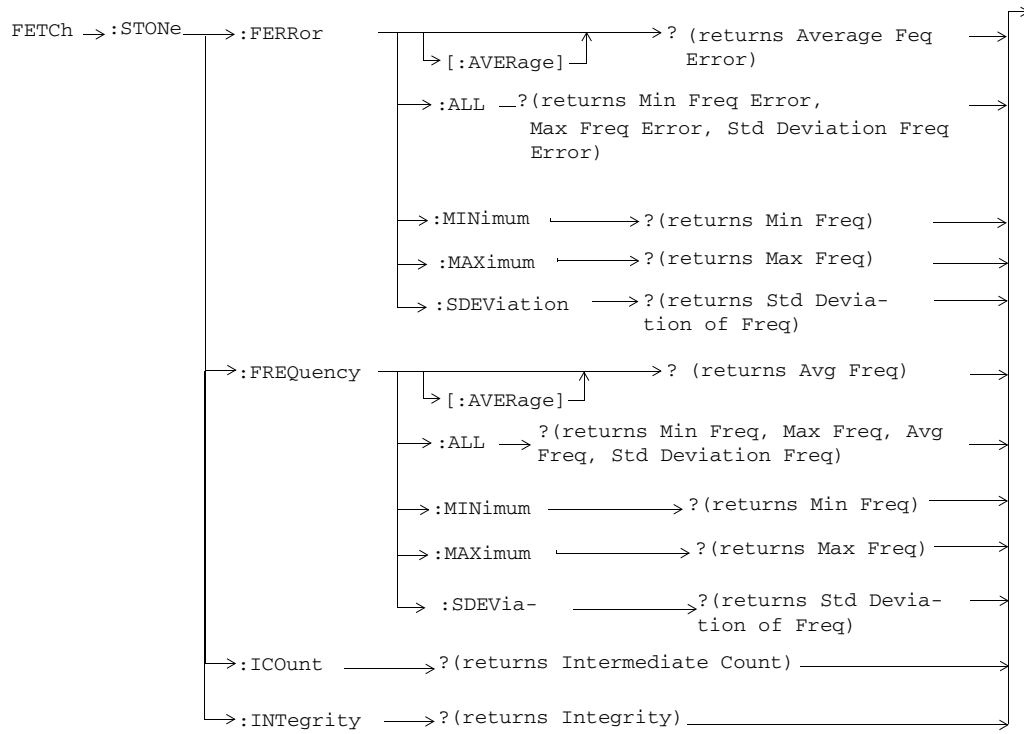 FETCh :STONe :FERRor ? (returns Average Feq
Error)
[:AVERage]
:ALL ?(returns Min Freq Error,
Max Freq Error, Std Deviation Freq
Error)
:MINimum ?(returns Min Freq)
:MAXimum ?(returns Max Freq)
:SDEViation ?(returns Std Devia-
tion of Freq)
:FREQuency ? (returns Avg Freq)
[:AVERage]
:ALL ?(returns Min Freq, Max Freq, Avg
Freq, Std Deviation Freq)
:MINimum ?(returns Min Freq)
:MAXimum ?(returns Max Freq)
:SDEVia- ?(returns Std Devia-
tion of Freq)
:ICOunt ?(returns Intermediate Count)
:INTegrity ?(returns Integrity)